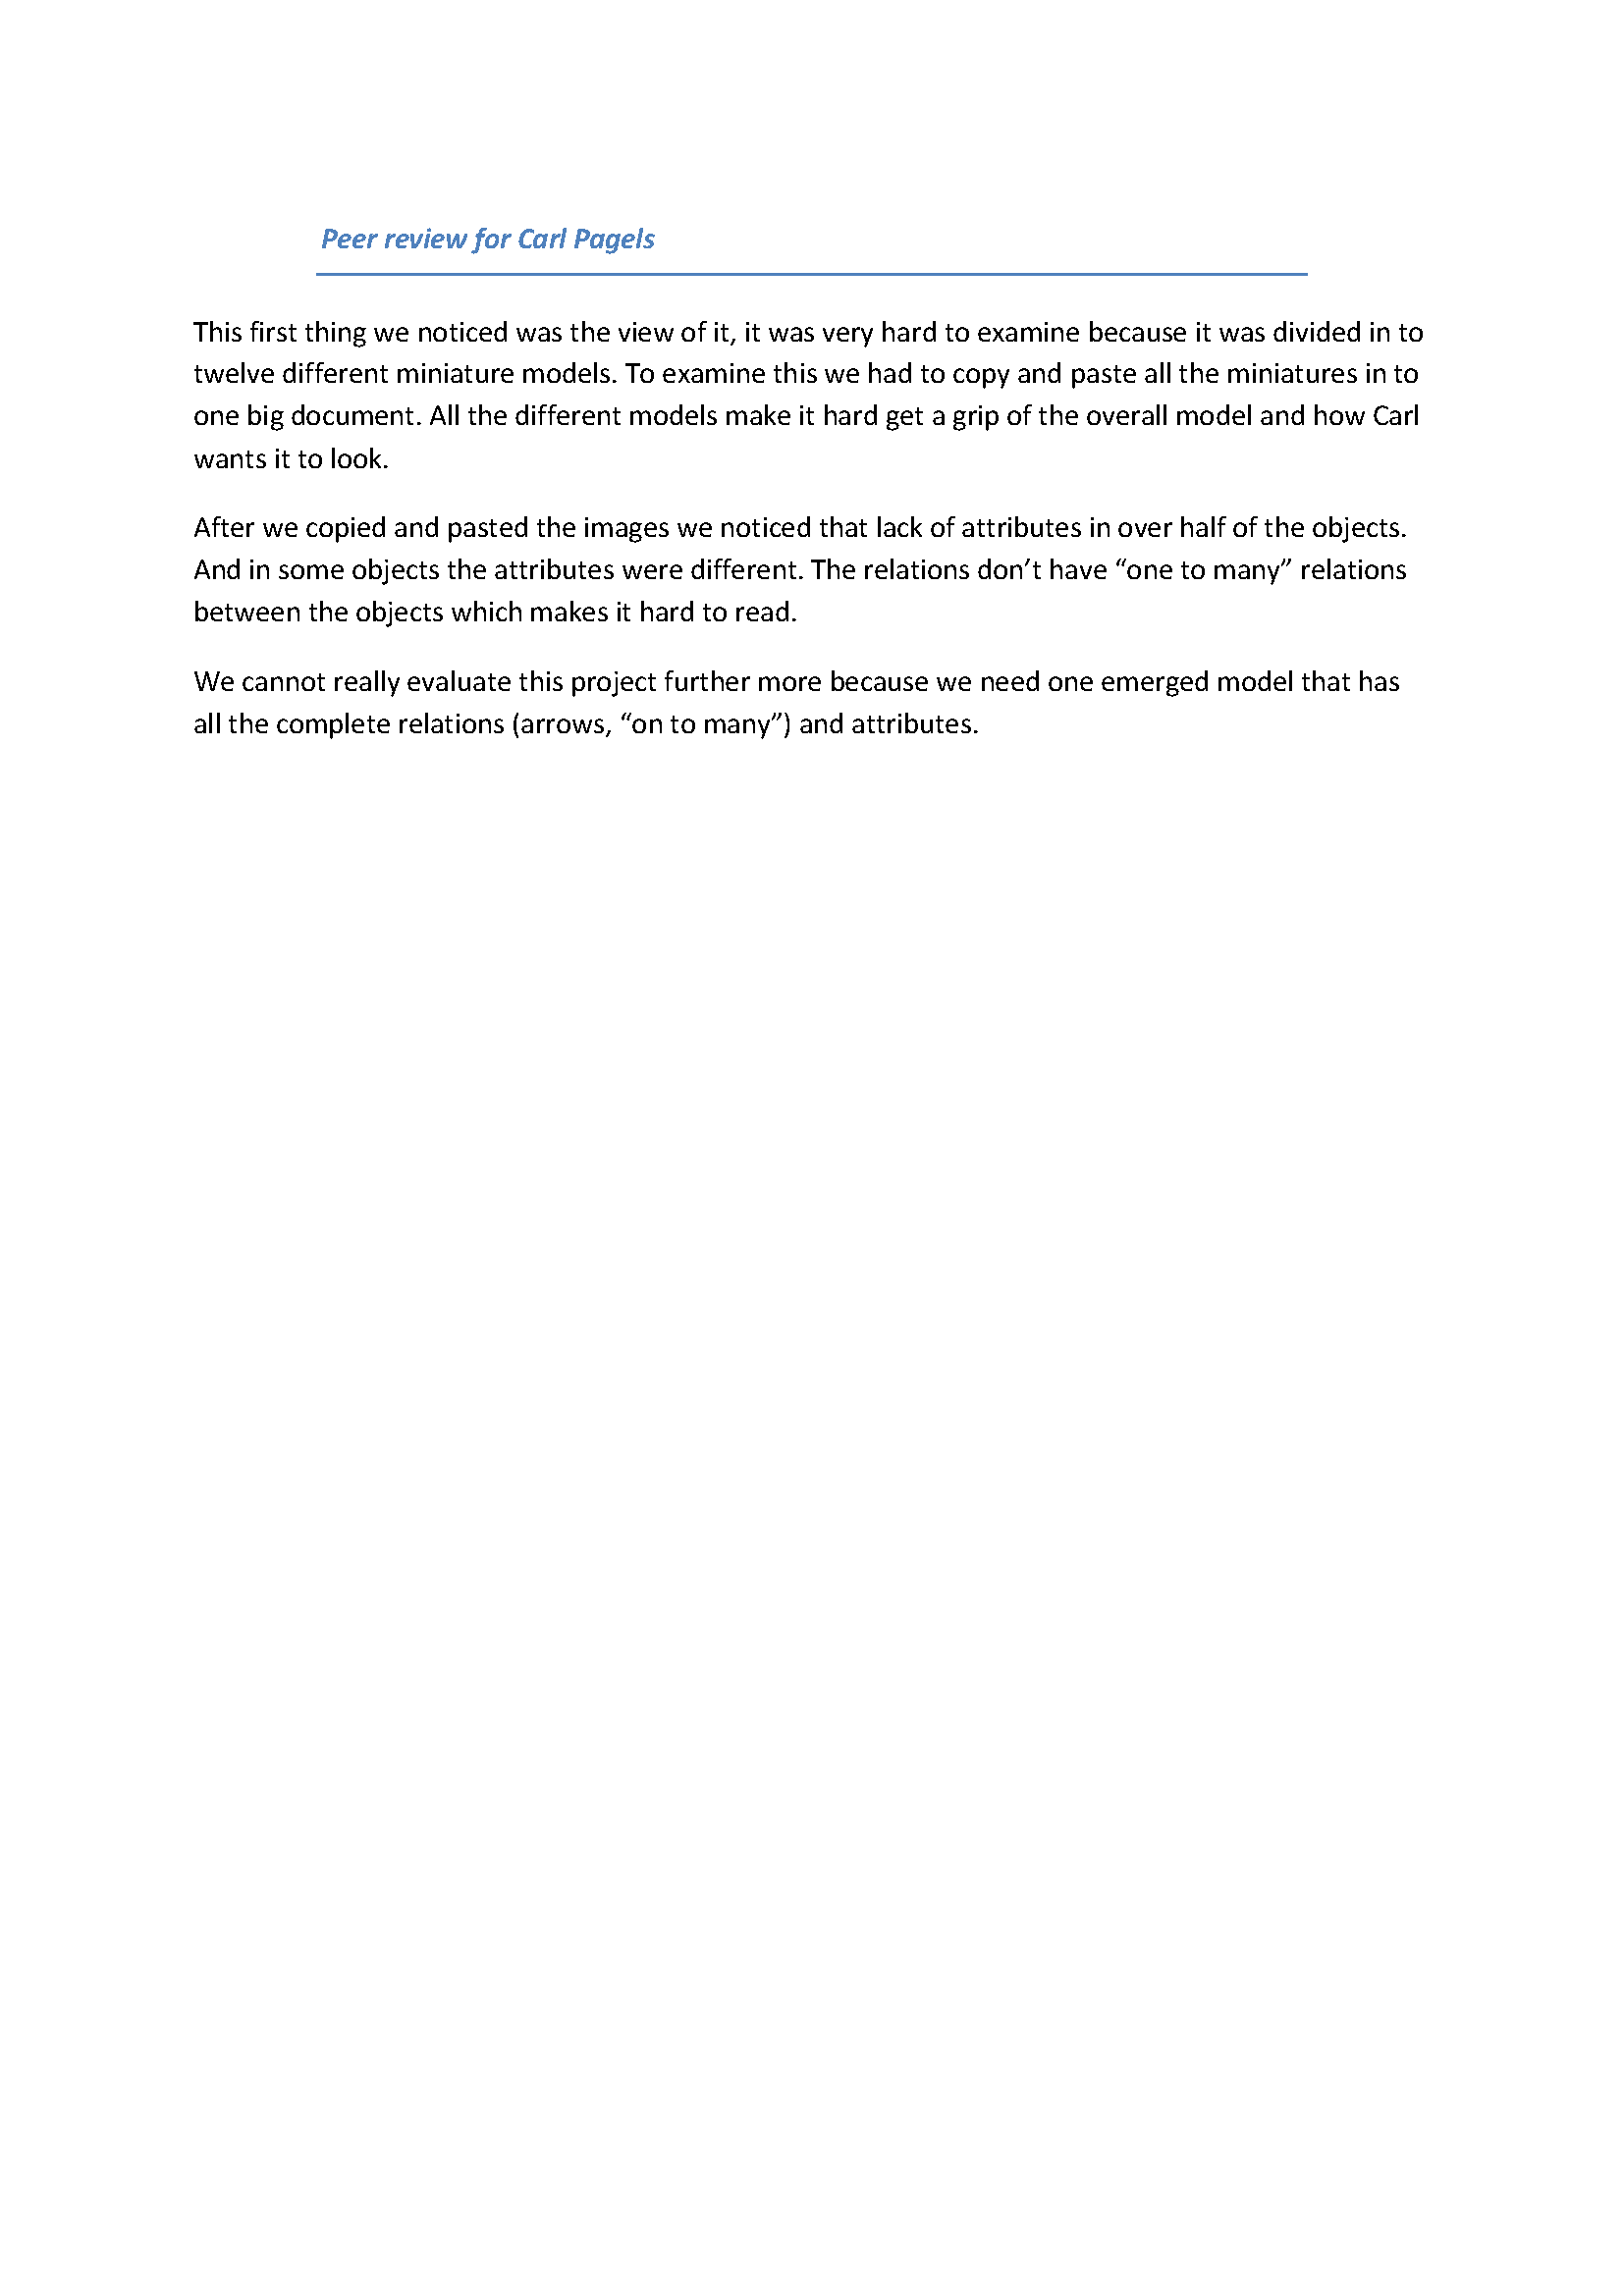 Peer review for Carl Pagels
This first thing we noticed was the view of it, it was very hard to examine because it was divided in to
twelve different miniature models. To examine this we had to copy and paste all the miniatures in to
one big document. All the different models make it hard get a grip of the overall model and how Carl
wants it to look.
After we copied and pasted the images we noticed that lack of attributes in over half of the objects.
And in some objects the attributes were different. The relations don’t have “one to many” relations
between the objects which makes it hard to read.
We cannot really evaluate this project further more because we need one emerged model that has
all the complete relations (arrows, “on to many”) and attributes.